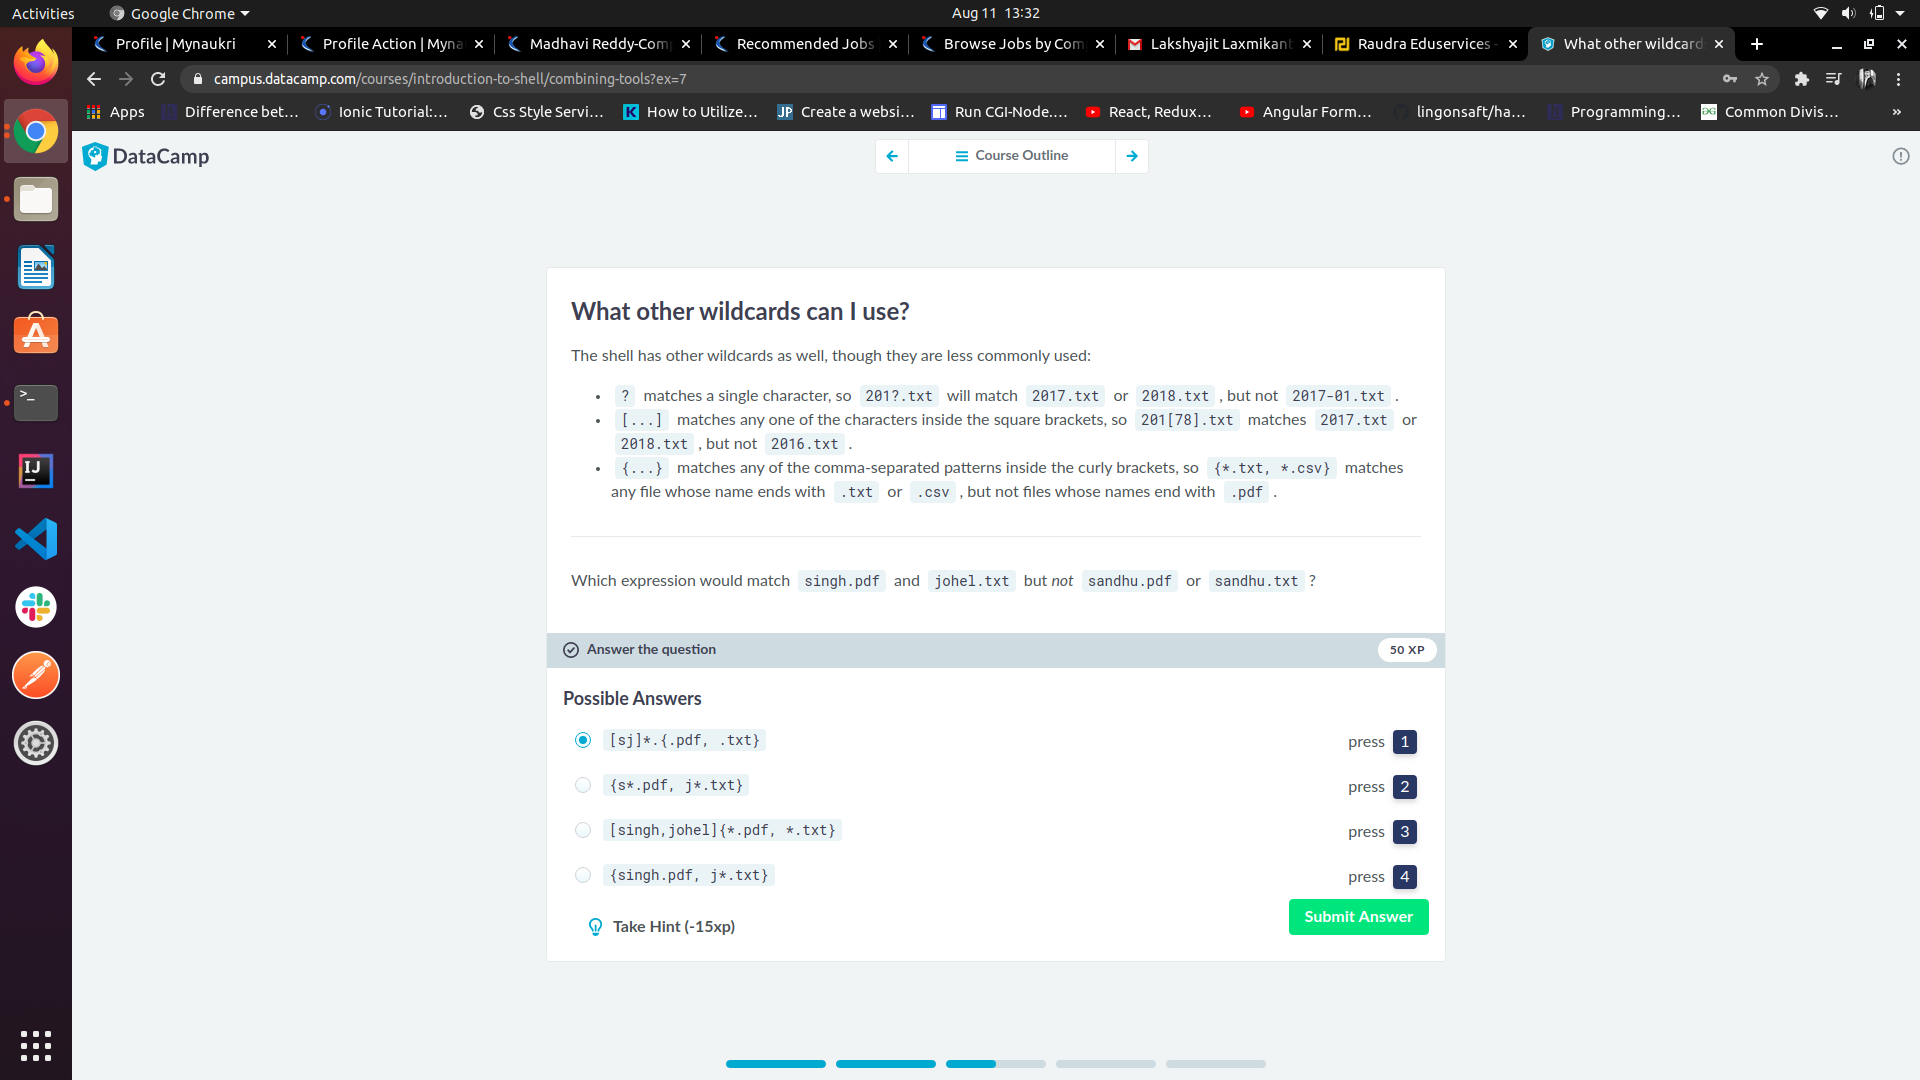 Activities
Google Chrome
Aug 11 13:32
Profile | Mynaukri
Profile Action | Myna
Madhavi Reddy-Com
Recommended Jobs
Browse Jobs by Com
Lakshyajit Laxmikant
Raudra Eduservices -
What other wildcard
campus.datacamp.com/courses/introduction-to-shell/combining-tools?ex=7
Apps
Difference bet...
Ionic Tutorial:...
Css Style Servi...
How to Utilize...
JP Create a websi...
Run CGI-Node....
React, Redux...
Angular Form...
lingonsaft/ha...
Programming...
Common Divis...
DataCamp
Course Outline
What other wildcards can I use?
The shell has other wildcards as well, though they are less commonly used:
• ? matches a single character, so 201?.txt will match 2017.txt or 2018.txt , but not 2017-01.txt .
• [...] matches any one of the characters inside the square brackets, so 201[78].txt matches 2017.txt or
2018.txt , but not 2016.txt .
• {...} matches any of the comma-separated patterns inside the curly brackets, so {*.txt, *.csv} matches
any file whose name ends with .txt or .csv , but not files whose names end with .pdf .
Which expression would match singh.pdf and johel.txt but not sandhu.pdf or sandhu.txt ?
Answer the question
50 XP
Possible Answers
[sj]*.{.pdf, .txt}
press 1
{s*.pdf, j*.txt}
press 2
[singh,johel]{*.pdf, *.txt}
press 3
{singh.pdf, j*.txt}
press 4
Take Hint (-15xp)
Submit Answer